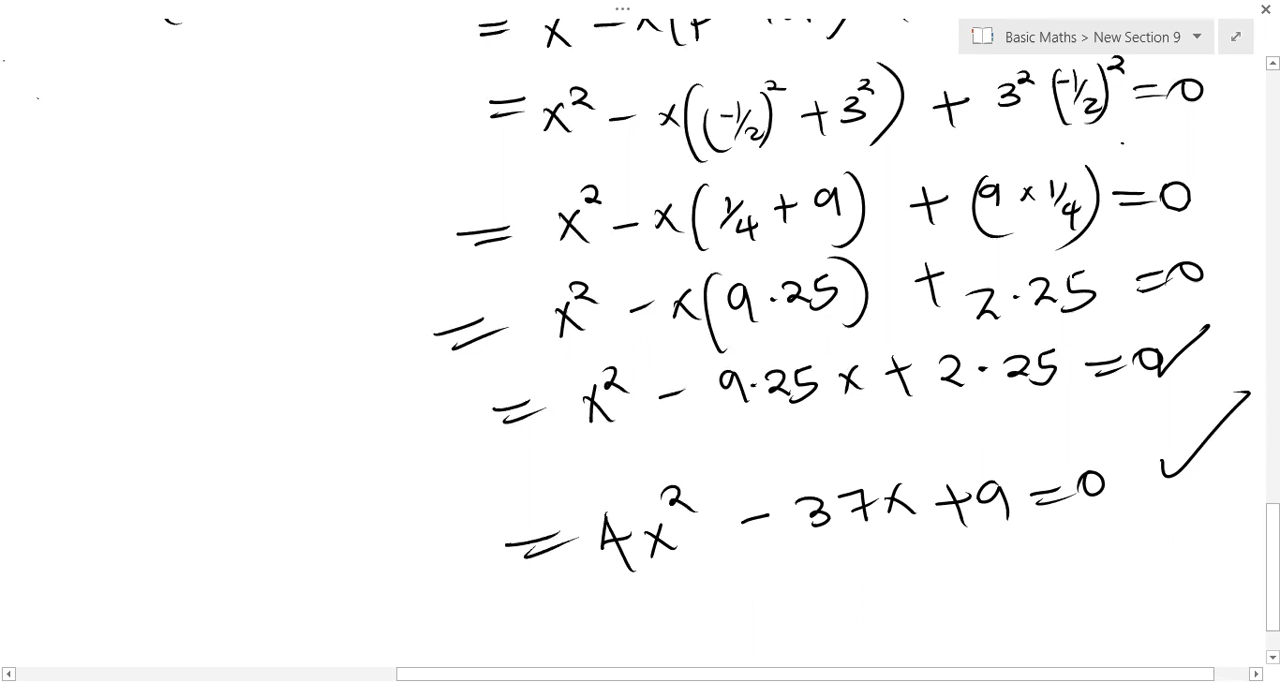 Basic Maths > New Section 9
= x² - x((-1/2)² + 3²) + 3² (-1/2)² = 0
= x² - x(1/4 + 9) + (9 × 1/4) = 0
= x² - x(9.25) + 2.25 = 0
= x² - 9.25x + 2.25 = 0
= 4x² - 37x + 9 = 0